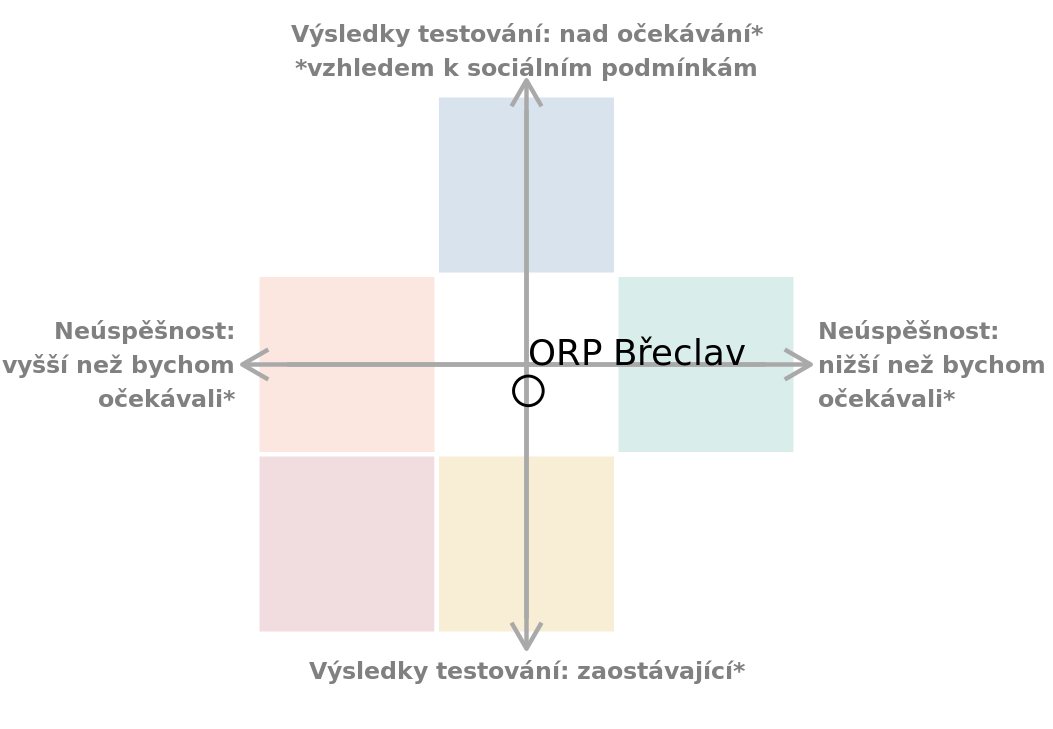 Výsledky testování: nad očekávání*
*vzhledem k sociálním podmínkám
ORP Břeclav
Neúspěšnost:
vyšší než bychom
očekávali*
Neúspěšnost:
nižší než bychom
očekávali*
Výsledky testování: zaostávající*